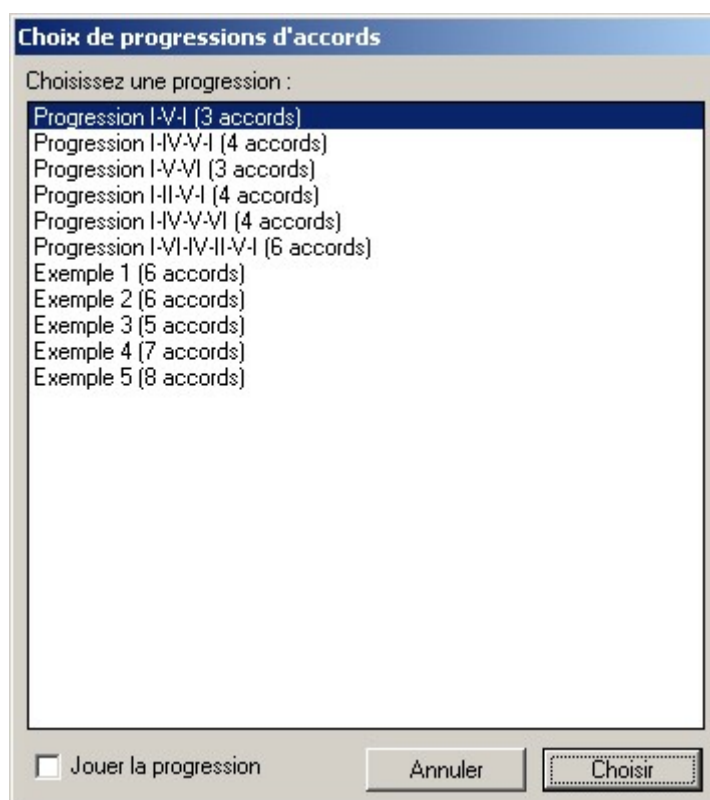 Choix de progressions d'accords
Choisissez une progression :
Progression I-V-I (3 accords)
Progression I-IV-V-I (4 accords)
Progression I-V-VI (3 accords)
Progression I-II-V-I (4 accords)
Progression I-IV-V-VI (4 accords)
Progression I-VI-IV-II-V-I (6 accords)
Exemple 1 (6 accords)
Exemple 2 (6 accords)
Exemple 3 (5 accords)
Exemple 4 (7 accords)
Exemple 5 (8 accords)
Jouer la progression
Annuler
Choisir